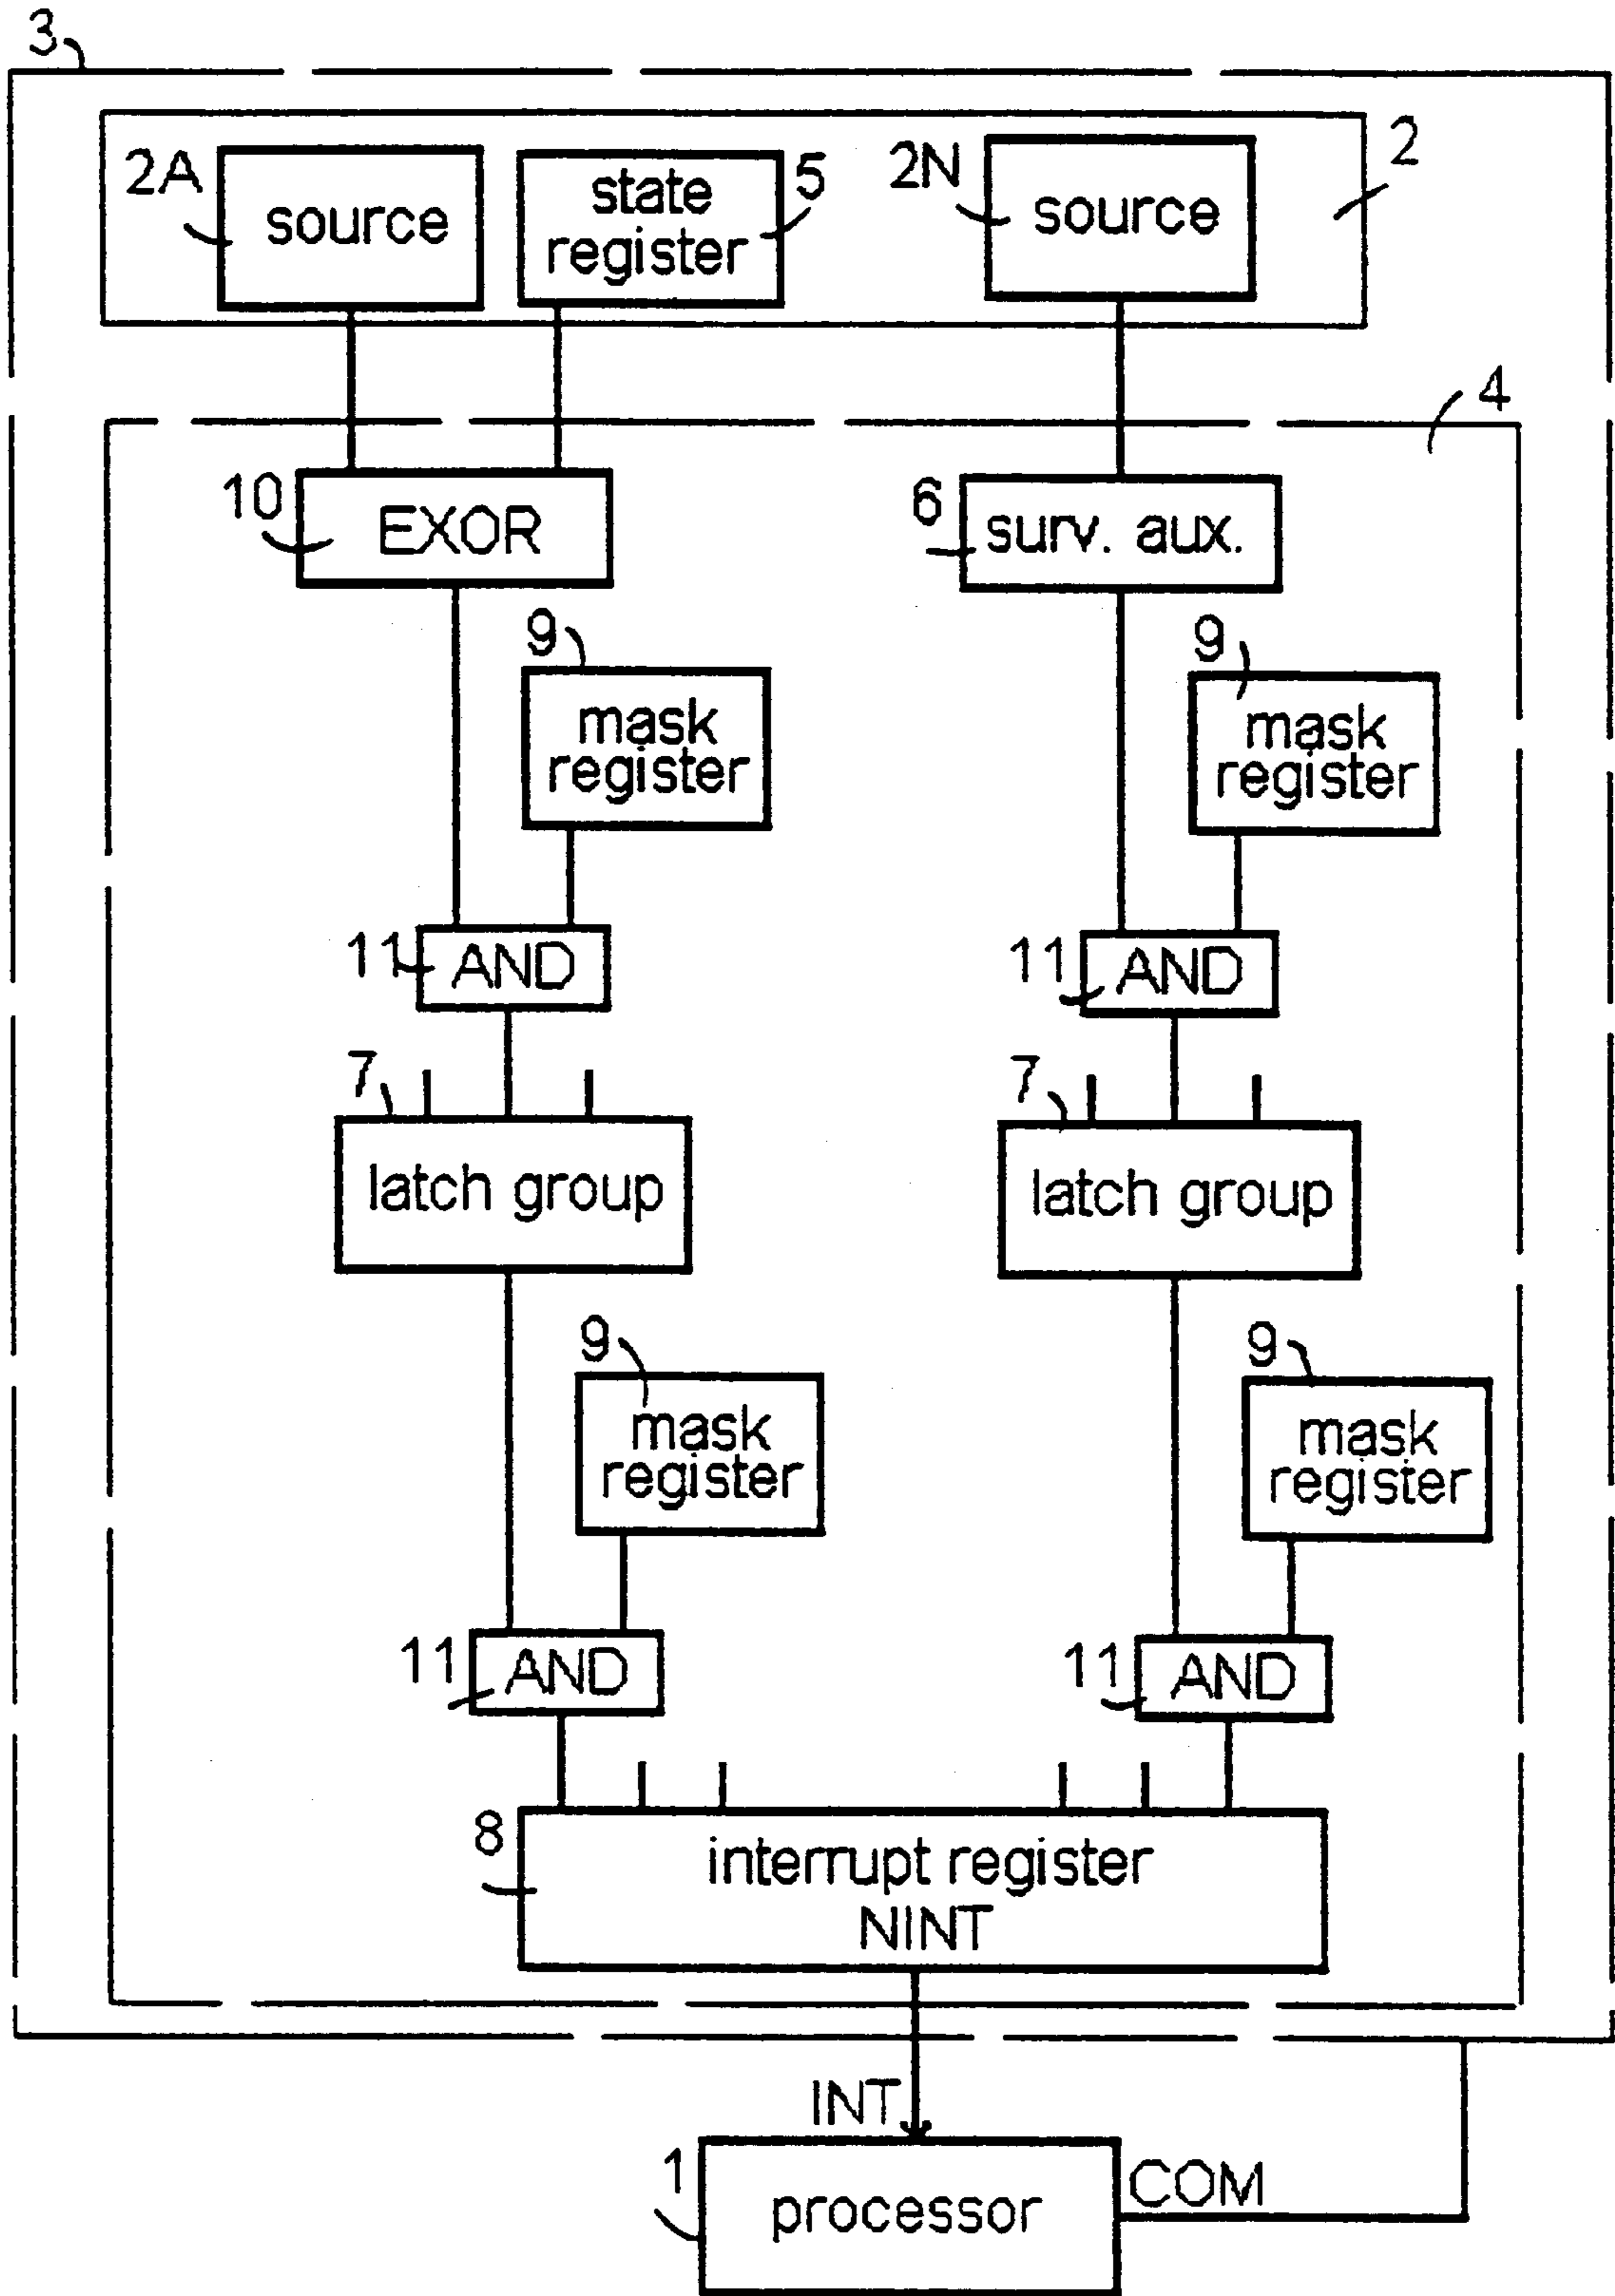 3
2A
source
state
register
5
2N
source
2
4
10
EXOR
6
surv. aux.
9
mask
register
9
mask
register
11
AND
11
AND
7
latch group
7
latch group
9
mask
register
9
mask
register
11
AND
11
AND
8
interrupt register
NINT
INT
1
processor
COM